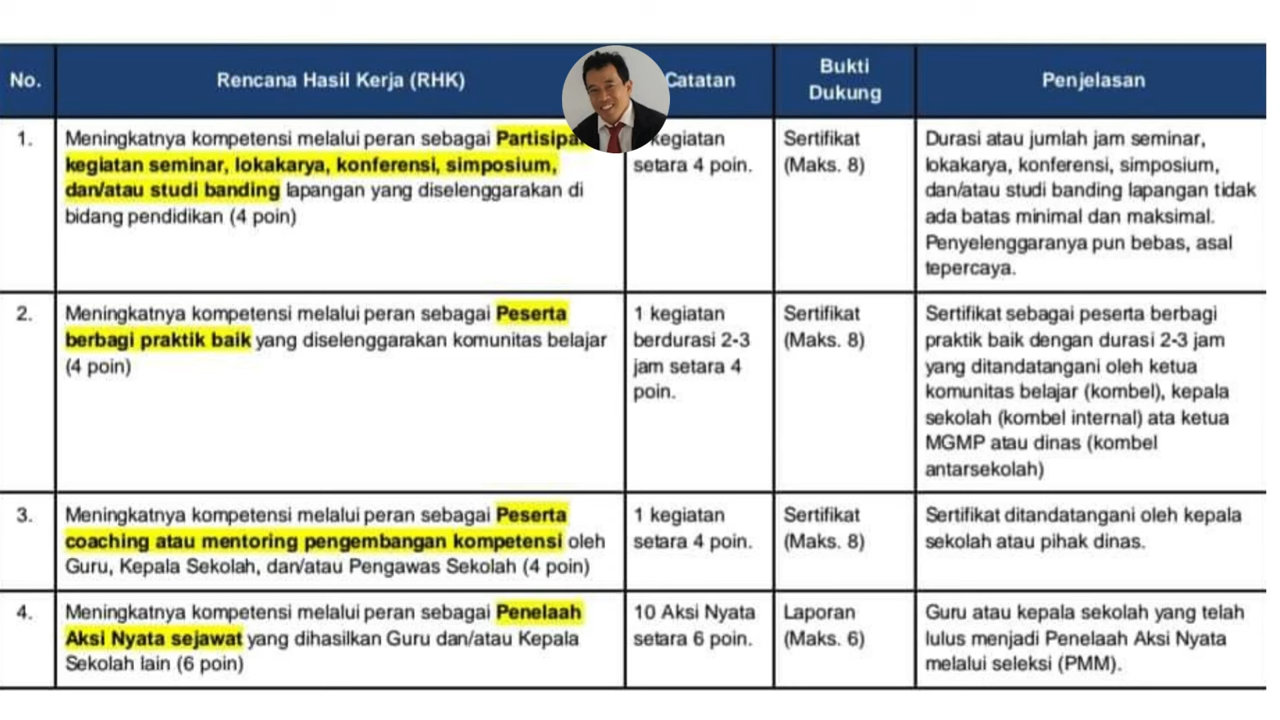 No.
Rencana Hasil Kerja (RHK)
Catatan
Bukti
Dukung
Penjelasan
1.
Meningkatnya kompetensi melalui peran sebagai
kegiatan seminar, lokakarya, konferensi, simposium,
dan/atau studi banding lapangan yang diselenggarakan di
bidang pendidikan (4 poin)
kegiatan
setara 4 poin.
Sertifikat
(Maks. 8)
Durasi atau jumlah jam seminar,
lokakarya, konferensi, simposium,
dan/atau studi banding lapangan tidak
ada batas minimal dan maksimal.
Penyelenggaranya pun bebas, asal
tepercaya.
2.
Meningkatnya kompetensi melalui peran sebagai Peserta
berbagi praktik baik yang diselenggarakan komunitas belajar
(4 poin)
1 kegiatan
berdurasi 2-3
jam setara 4
poin.
Sertifikat
(Maks. 8)
Sertifikat sebagai peserta berbagi
praktik baik dengan durasi 2-3 jam
yang ditandatangani oleh ketua
komunitas belajar (kombel), kepala
sekolah (kombel internal) ata ketua
MGMP atau dinas (kombel
antarsekolah)
3.
Meningkatnya kompetensi melalui peran sebagai Peserta
coaching atau mentoring pengembangan kompetensi oleh
Guru, Kepala Sekolah, dan/atau Pengawas Sekolah (4 poin)
1 kegiatan
setara 4 poin.
Sertifikat
(Maks. 8)
Sertifikat ditandatangani oleh kepala
sekolah atau pihak dinas.
4.
Meningkatnya kompetensi melalui peran sebagai Penelaah
Aksi Nyata sejawat yang dihasilkan Guru dan/atau Kepala
Sekolah lain (6 poin)
10 Aksi Nyata
setara 6 poin.
Laporan
(Maks. 6)
Guru atau kepala sekolah yang telah
lulus menjadi Penelaah Aksi Nyata
melalui seleksi (PMM).